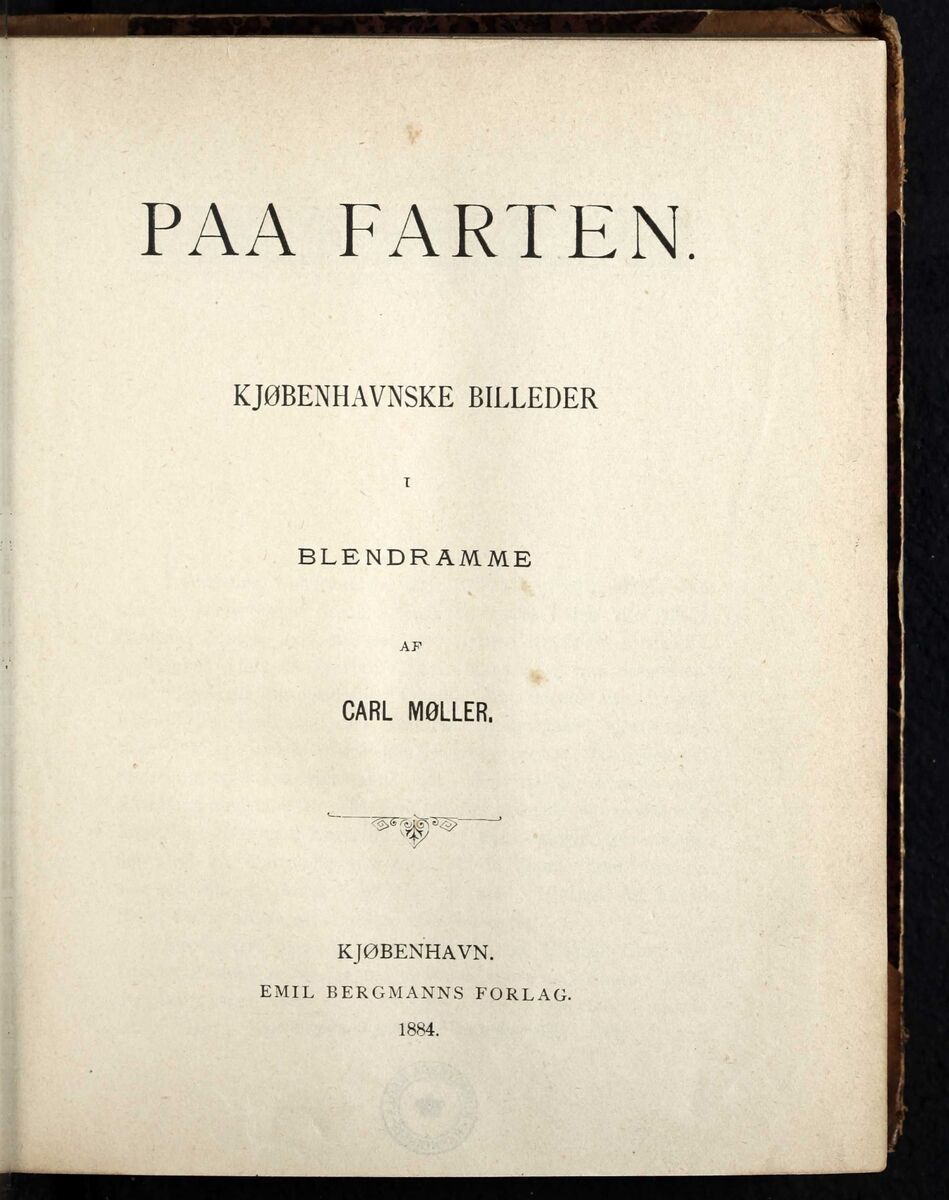 PAA FARTEN.
KJØBENHAVNSKE BILLEDER
I
BLENDRAMME
AF
CARL MØLLER.
KJØBENHAVN.
EMIL BERGMANNS FORLAG.
1884.